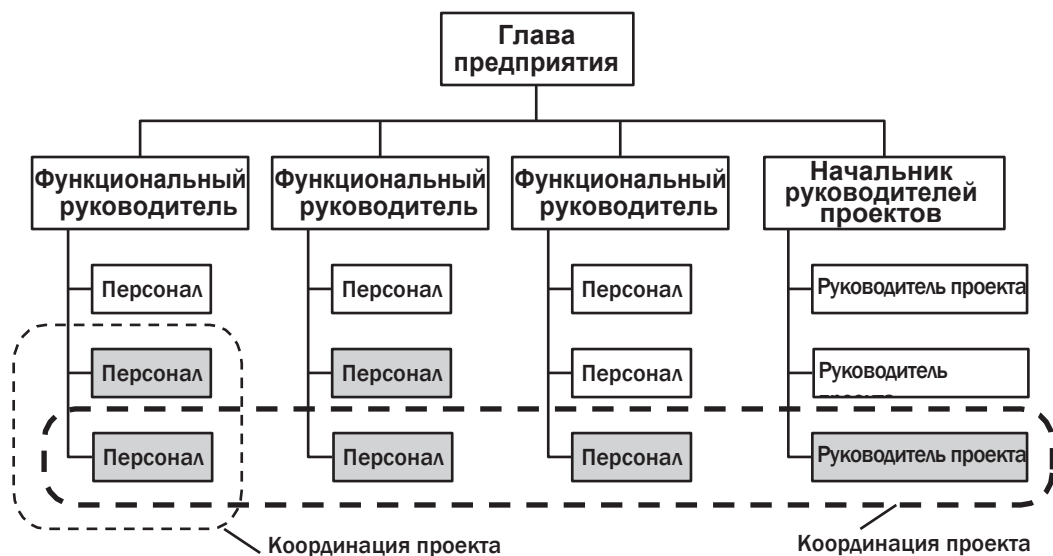 Глава
предприятия
Функциональный
руководитель
Функциональный
руководитель
Функциональный
руководитель
Начальник
руководителей
проектов
Персонал
Персонал
Персонал
Руководитель проекта
Персонал
Персонал
Персонал
Руководитель
Персонал
Персонал
Персонал
Руководитель проекта
Координация проекта
Координация проекта